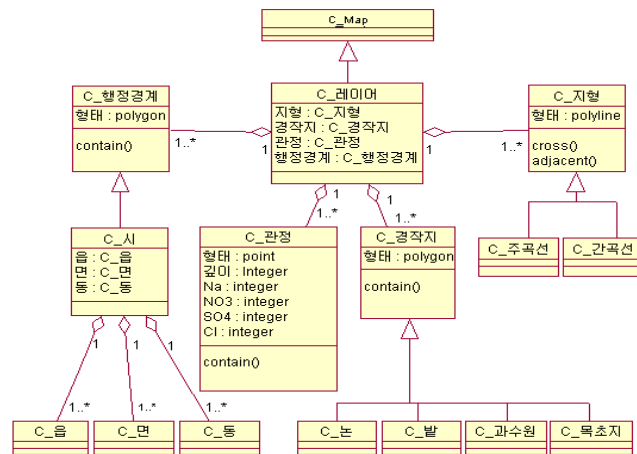 C_Map
C_행정경계
형태 : polygon
contain()
C_레이어
지형 : C_지형
경작지 : C_경작지
관정 : C_관정
행정경계 : C_행정경계
C_지형
형태 : polyline
cross()
adjacent()
1..*
1
1
1..*
1
1..*
1
1..*
C_시
읍 : C_읍
면 : C_면
동 : C_동
C_관정
형태 : point
깊이 : Integer
Na : integer
NO3 : integer
SO4 : integer
Cl : integer
contain()
C_경작지
형태 : polygon
contain()
C_주곡선
C_간곡선
1
1
1
1..*
1..*
1..*
C_읍
C_면
C_동
C_논
C_밭
C_과수원
C_목초지